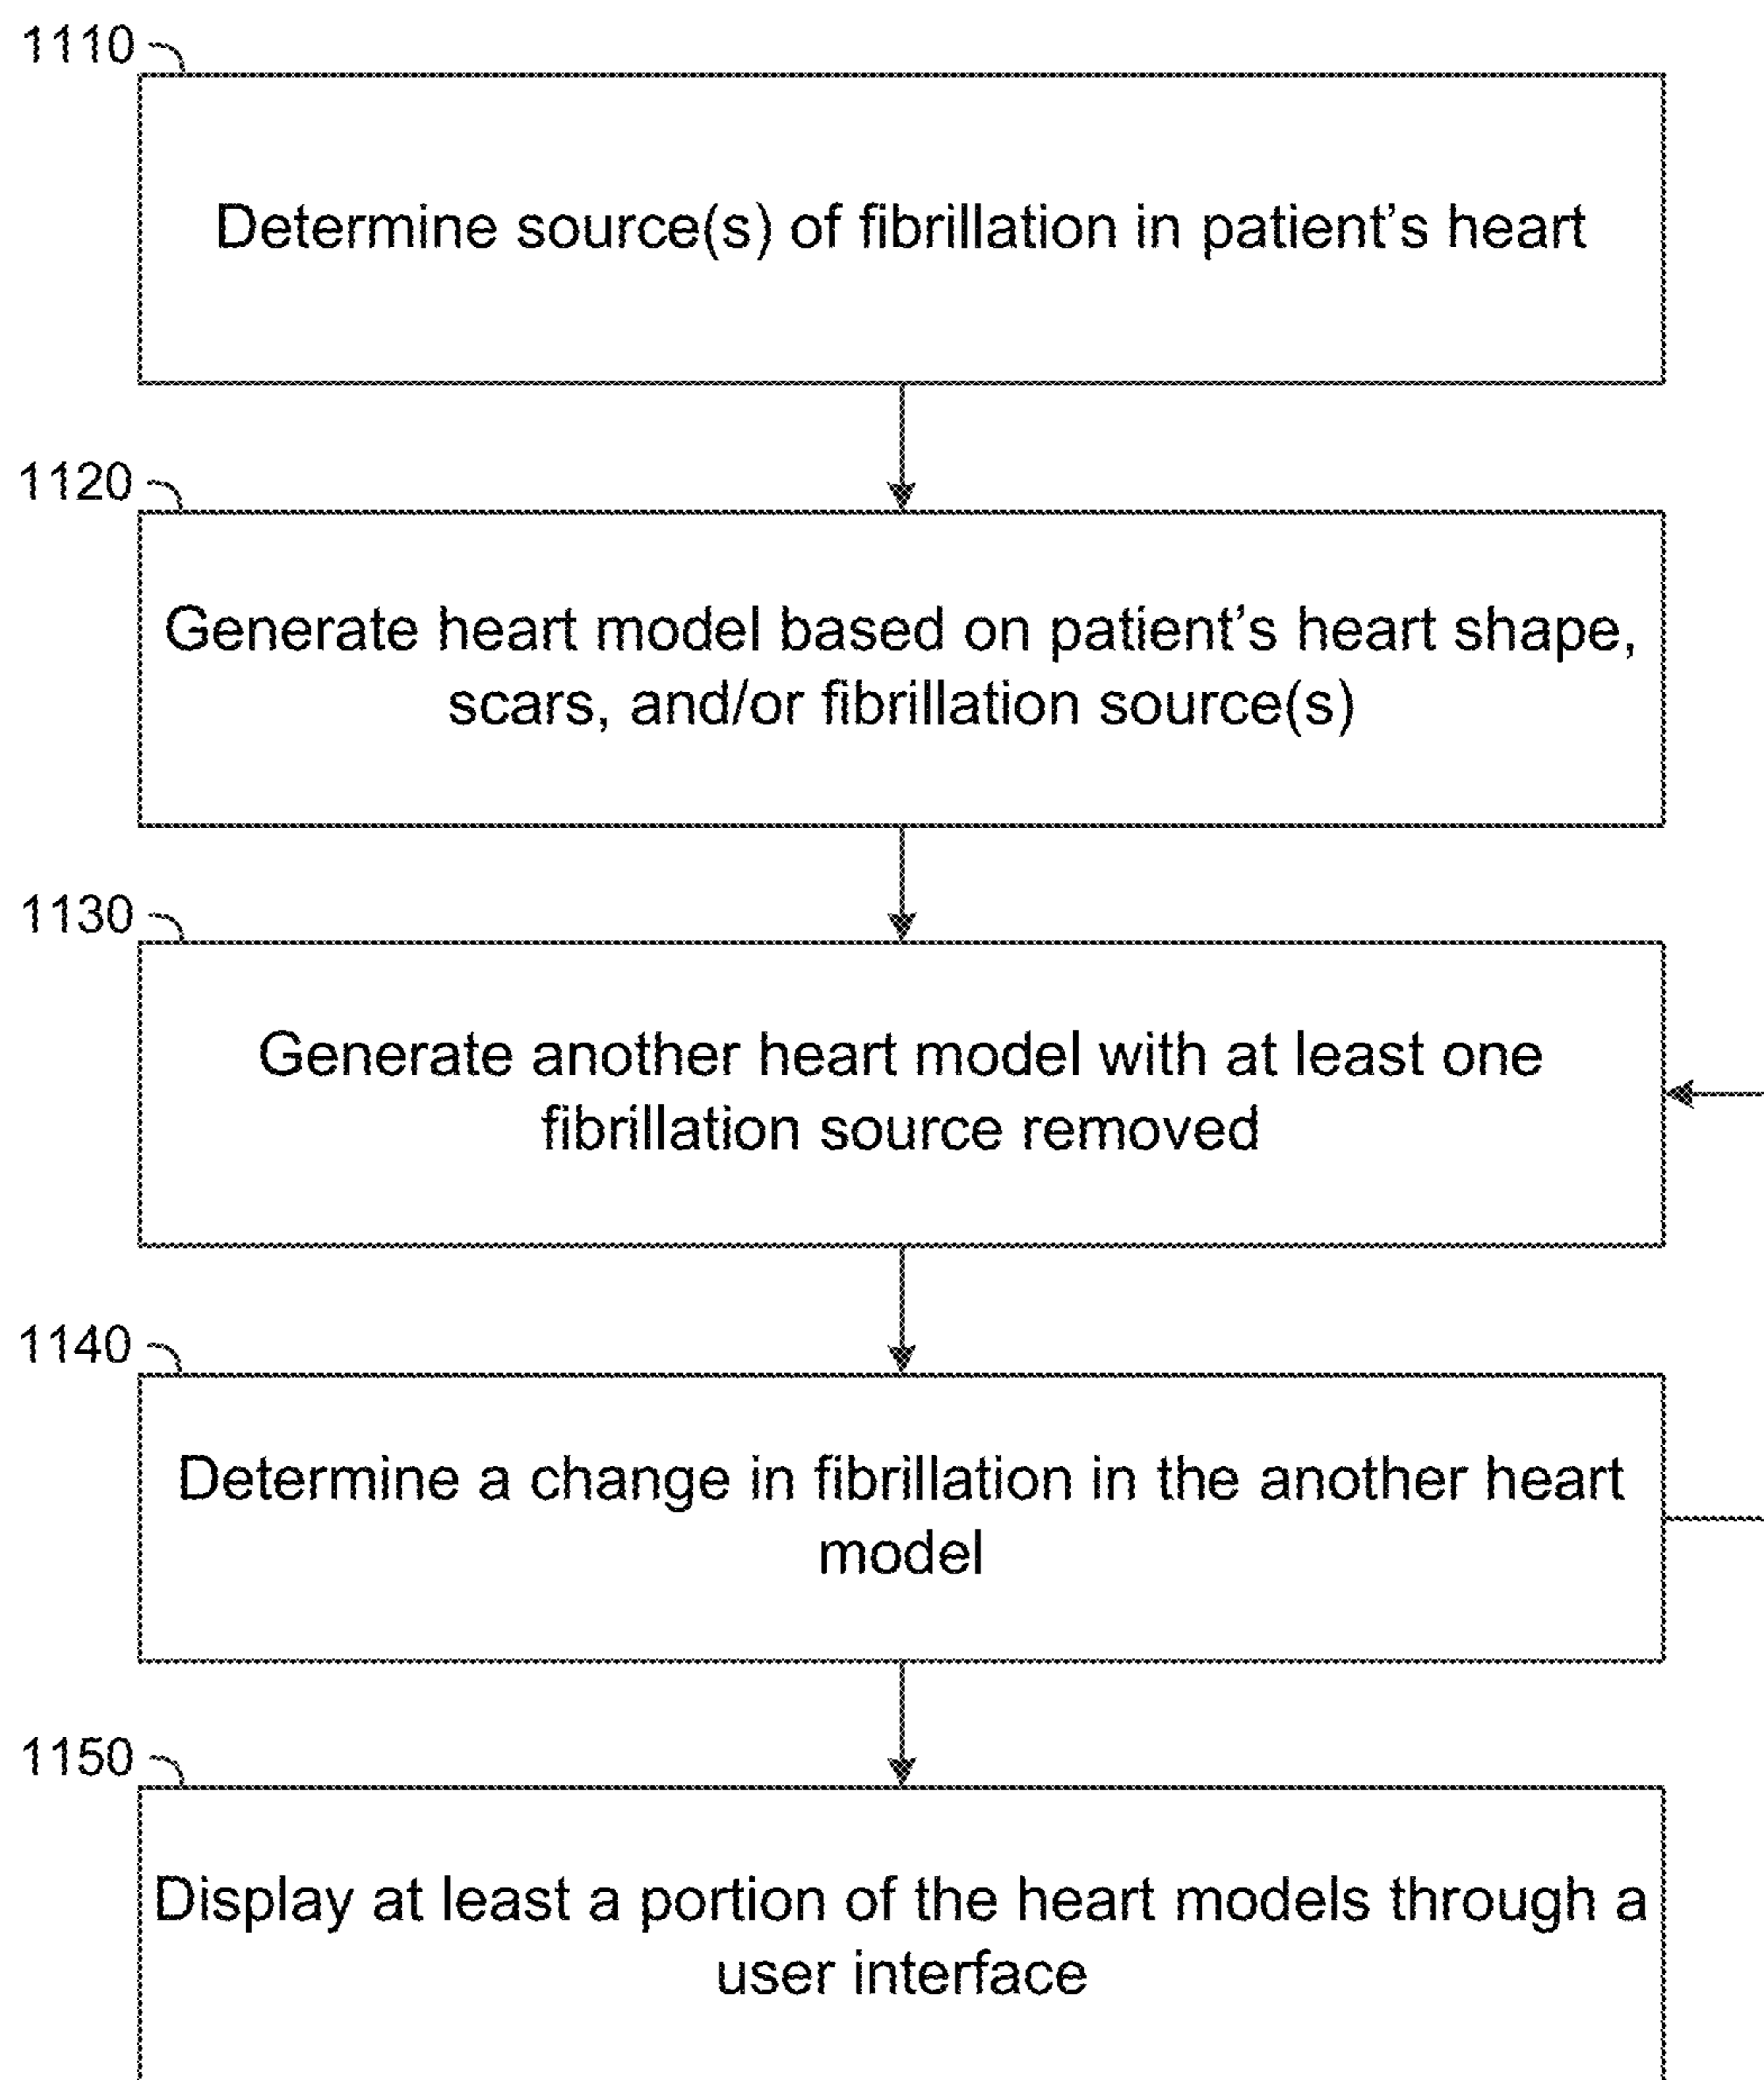 1110
Determine source(s) of fibrillation in patient's heart
1120
Generate heart model based on patient's heart shape,
scars, and/or fibrillation source(s)
1130
Generate another heart model with at least one
fibrillation source removed
1140
Determine a change in fibrillation in the another heart
model
1150
Display at least a portion of the heart models through a
user interface